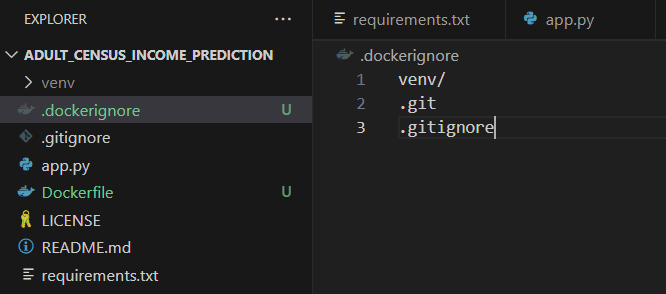 EXPLORER
ADULT_CENSUS_INCOME_PREDICTION
venv
.dockerignore U
.gitignore
app.py
Dockerfile U
LICENSE
README.md
requirements.txt
requirements.txt app.py
.dockerignore
1 venv/
2 .git
3 .gitignore